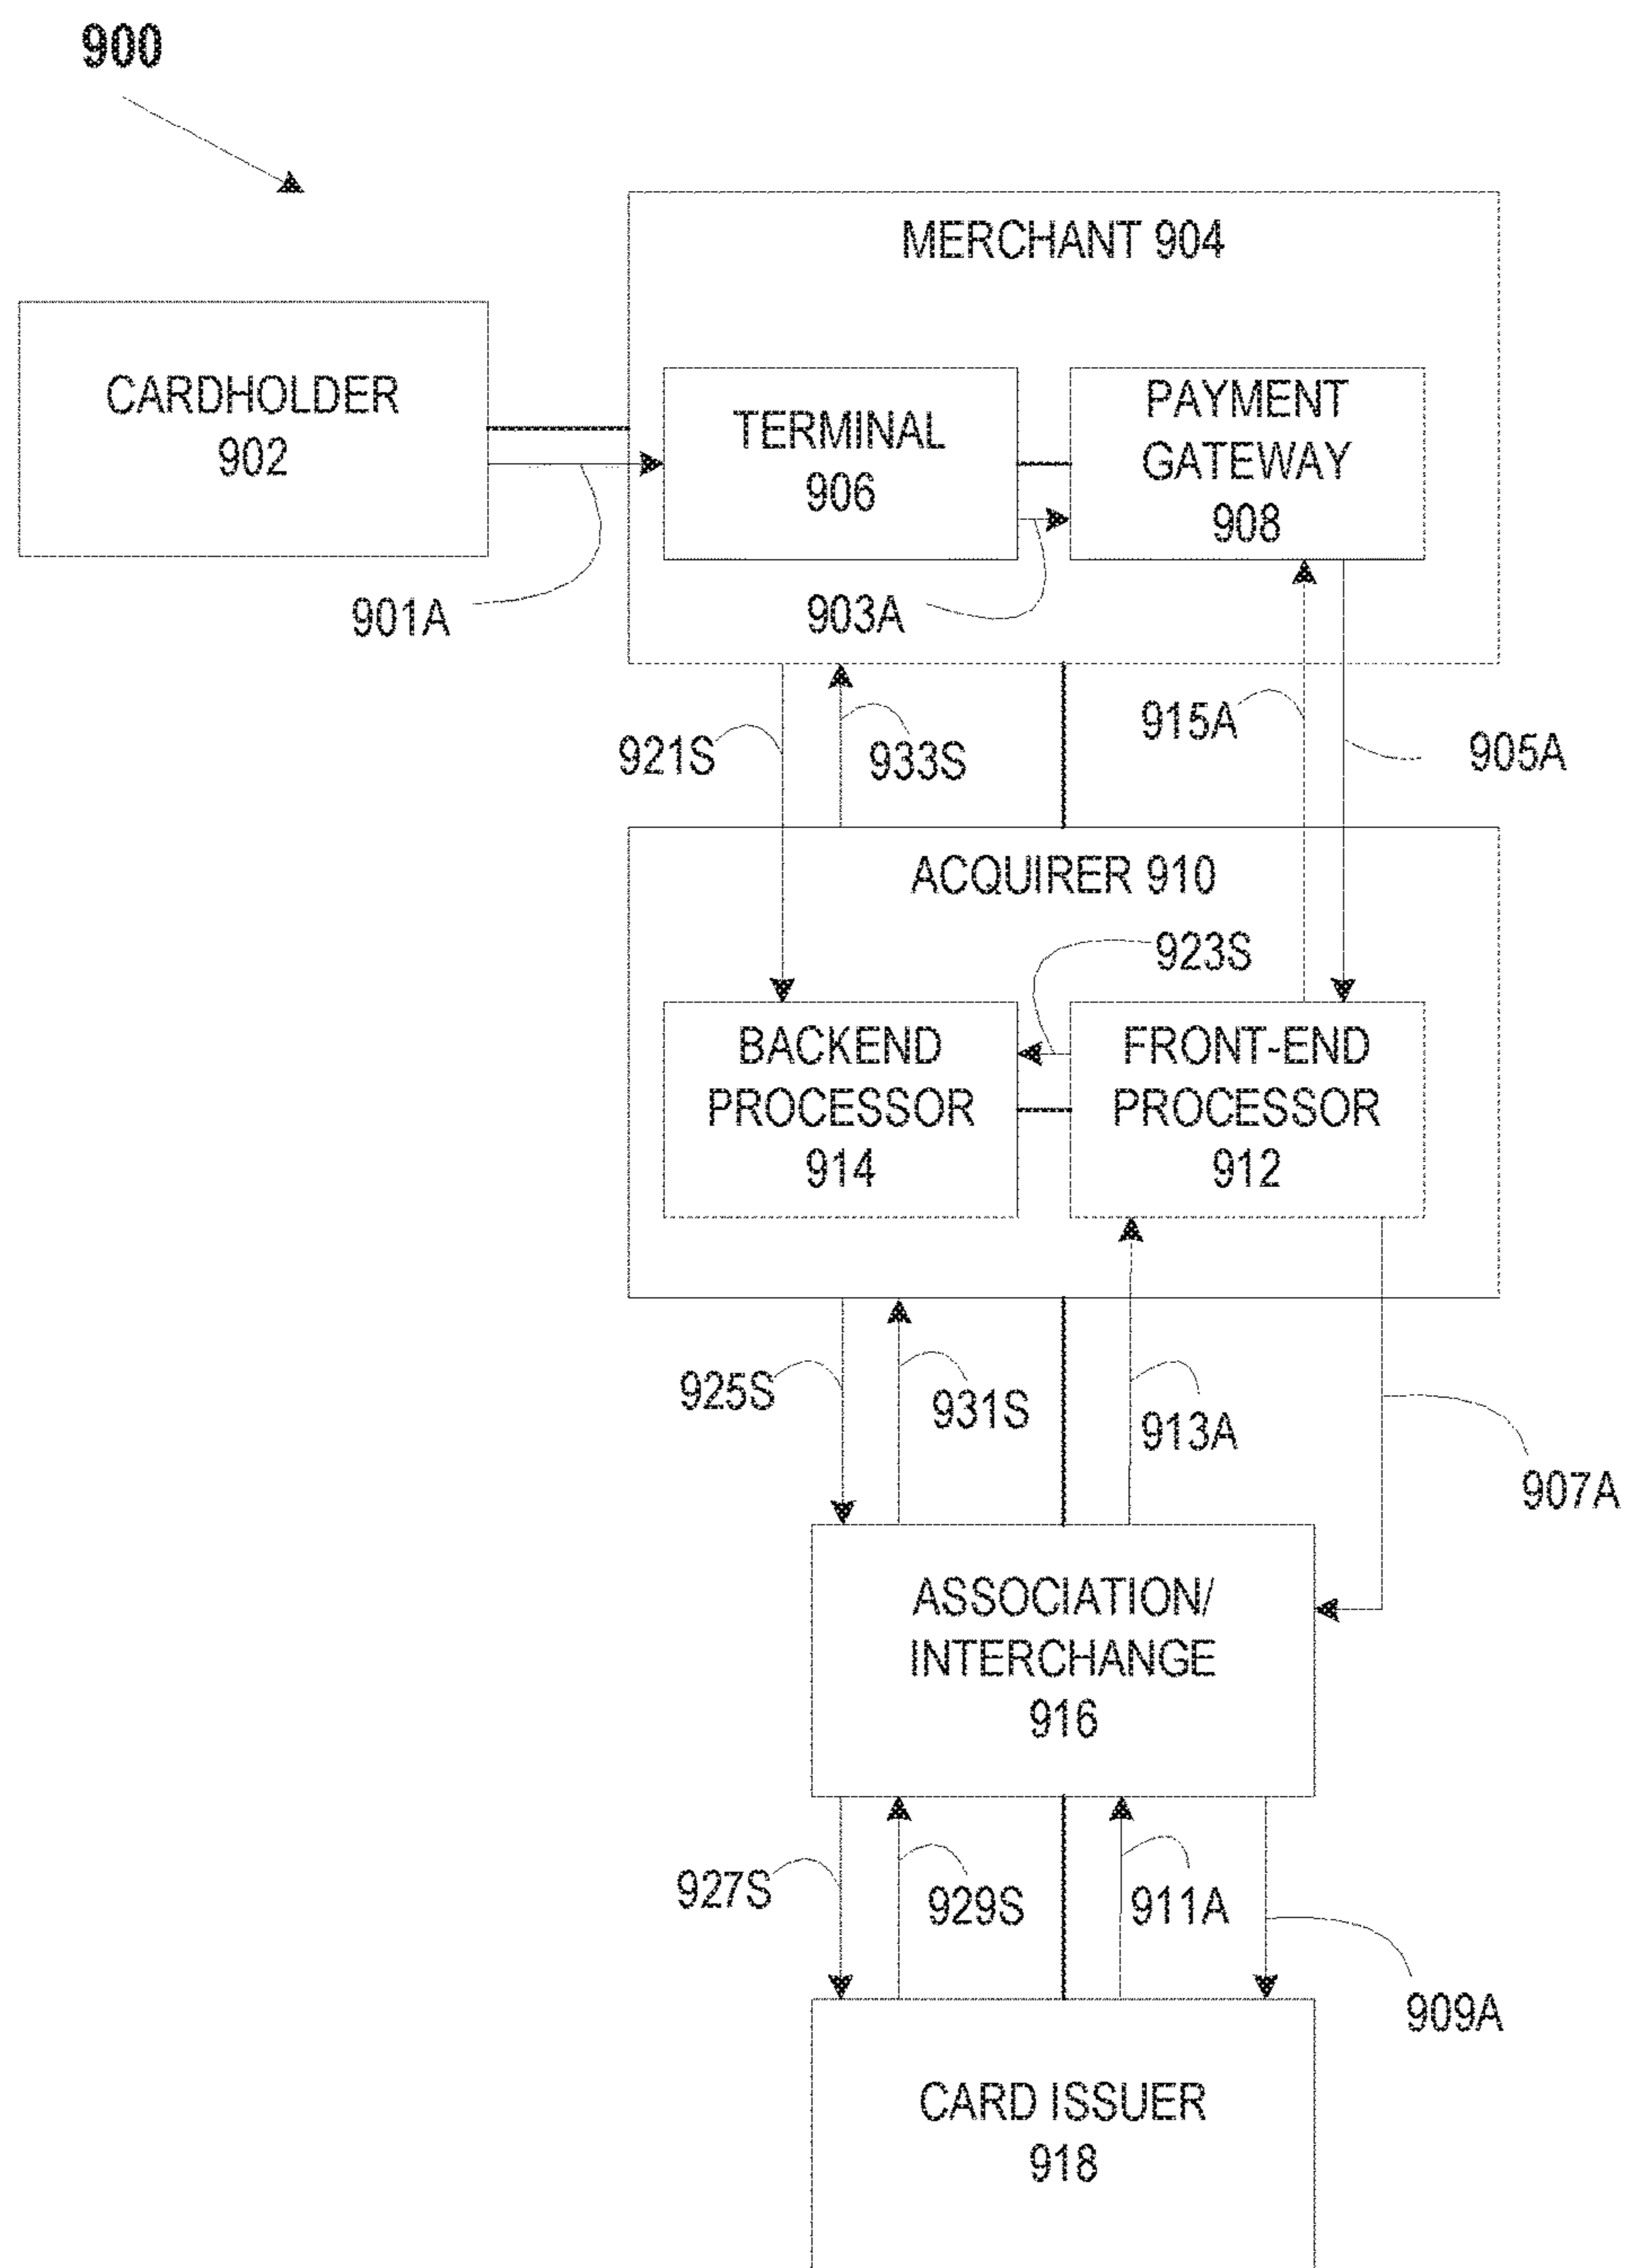 900
MERCHANT 904
CARDHOLDER
902
TERMINAL
906
PAYMENT
GATEWAY
908
901A
903A
921S
933S
915A
905A
ACQUIRER 910
923S
BACKEND
PROCESSOR
914
FRONT-END
PROCESSOR
912
925S
931S
913A
907A
ASSOCIATION/
INTERCHANGE
916
927S
929S
911A
909A
CARD ISSUER
918